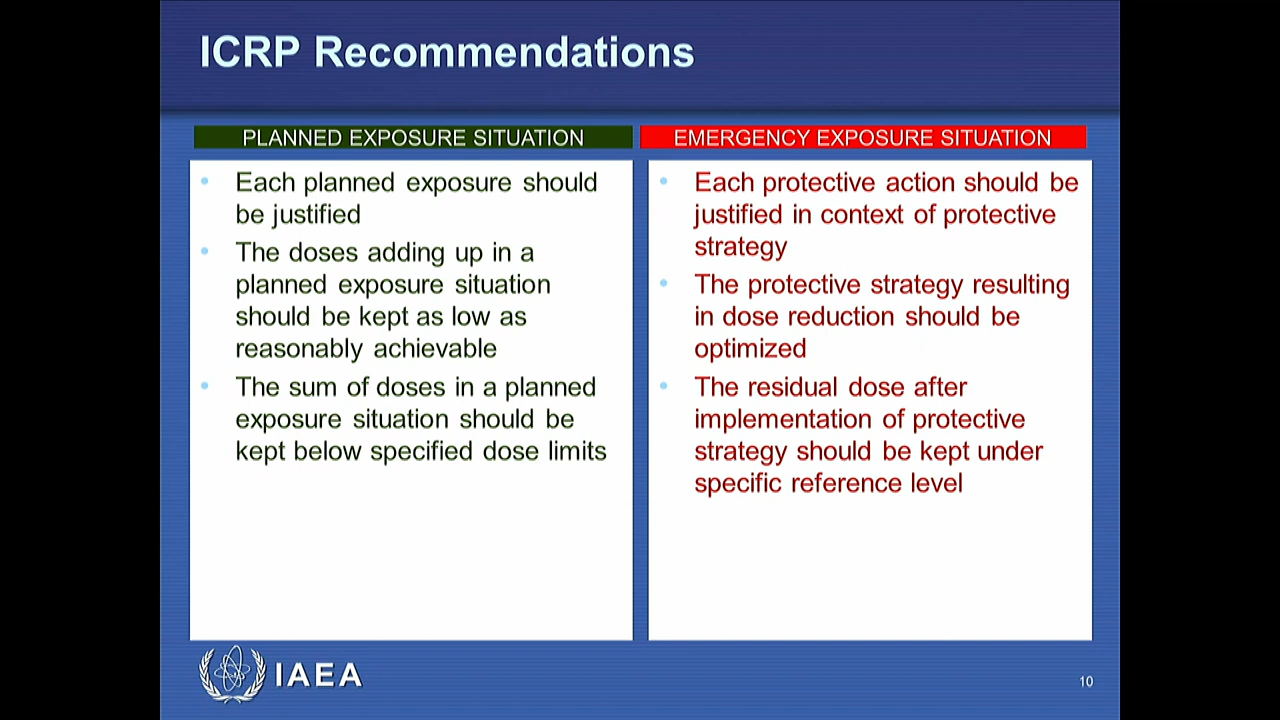 ICRP Recommendations
PLANNED EXPOSURE SITUATION
• Each planned exposure should
be justified
• The doses adding up in a
planned exposure situation
should be kept as low as
reasonably achievable
• The sum of doses in a planned
exposure situation should be
kept below specified dose limits
EMERGENCY EXPOSURE SITUATION
• Each protective action should be
justified in context of protective
strategy
• The protective strategy resulting
in dose reduction should be
optimized
• The residual dose after
implementation of protective
strategy should be kept under
specific reference level
IAEA
10